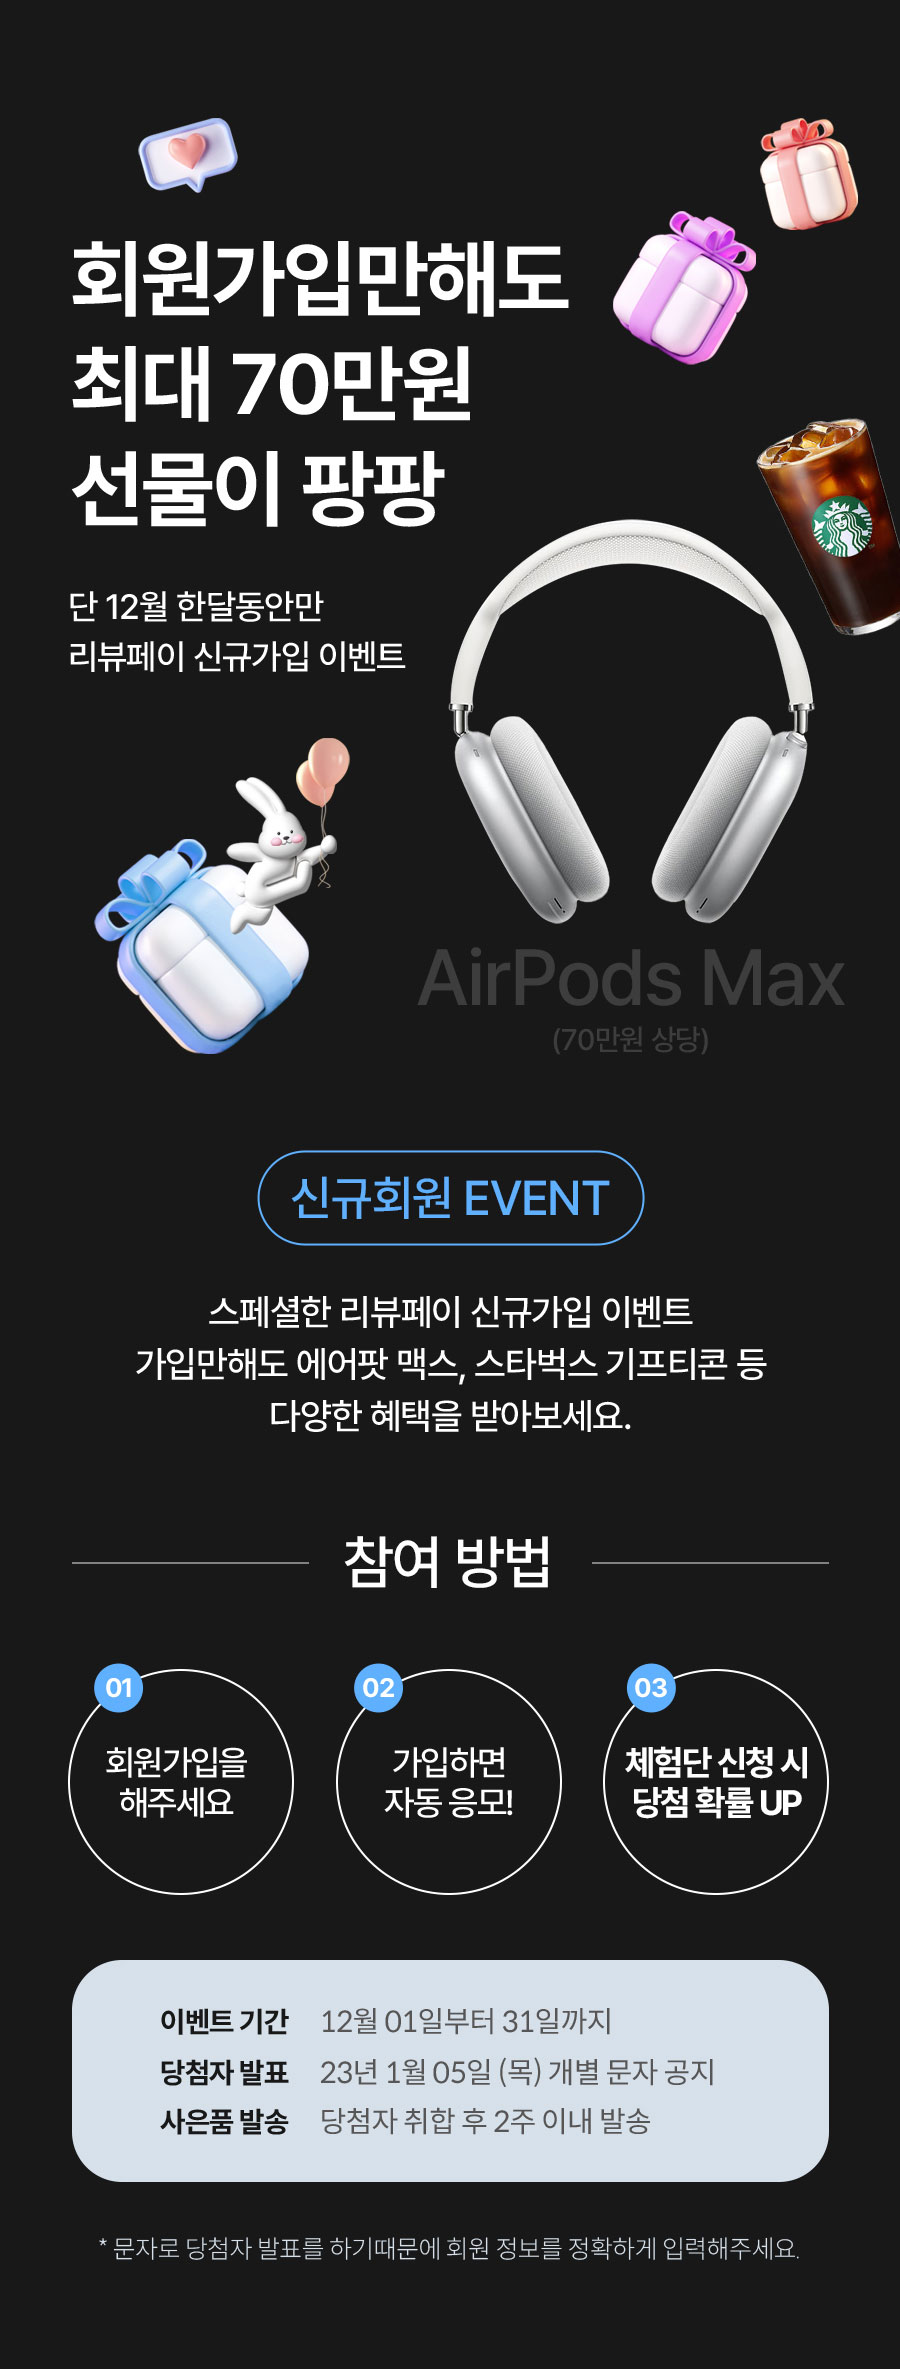 회원가입만해도
최대 70만원
선물이 팡팡
단 12월 한달동안만
리뷰페이 신규가입 이벤트
AirPods Max
(70만원 상당)
신규회원 EVENT
스페셜한 리뷰페이 신규가입 이벤트
가입만해도 에어팟 맥스, 스타벅스 기프티콘 등
다양한 혜택을 받아보세요.
참여 방법
01
회원가입을
해주세요
02
가입하면
자동 응모!
03
체험단 신청 시
당첨 확률 UP
이벤트 기간 12월 01일부터 31일까지
당첨자 발표 23년 1월 05일 (목) 개별 문자 공지
사은품 발송 당첨자 취합 후 2주 이내 발송
* 문자로 당첨자 발표를 하기때문에 회원 정보를 정확하게 입력해주세요.